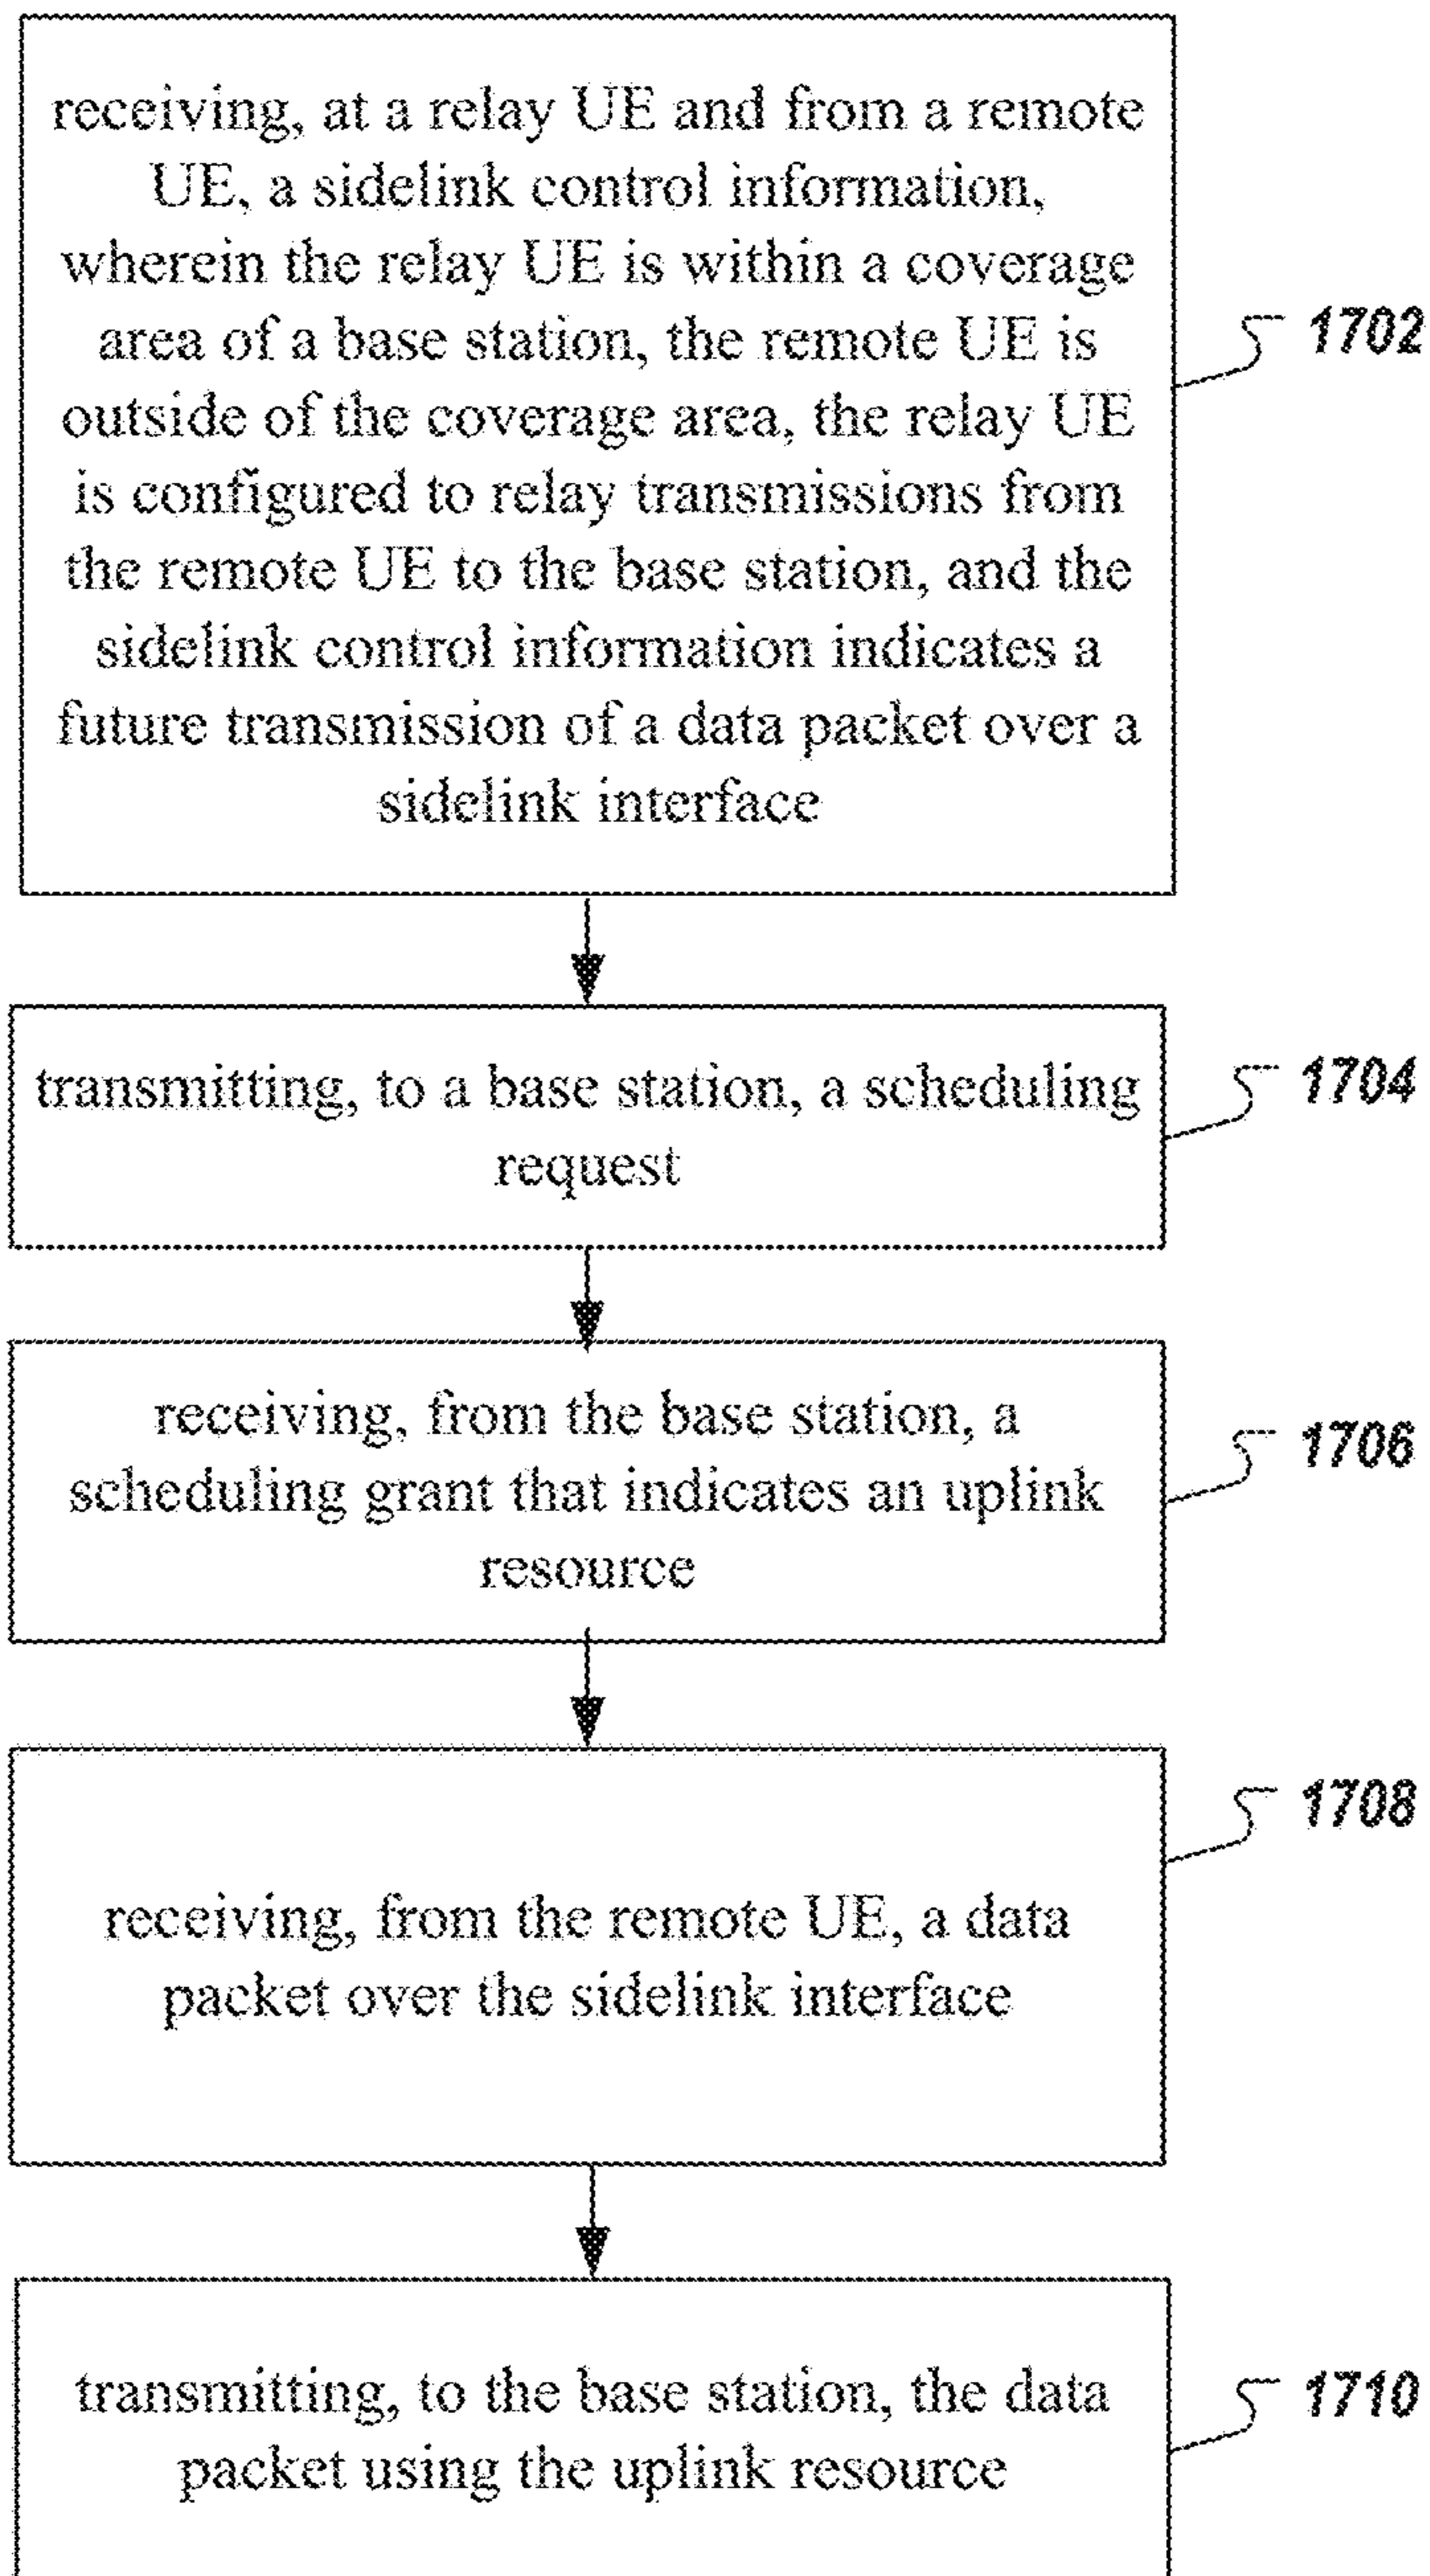 receiving, at a relay UE and from a remote
UE, a sidelink control information,
wherein the relay UE is within a coverage
area of a base station, the remote UE is
outside of the coverage area, the relay UE
is configured to relay transmissions from
the remote UE to the base station, and the
sidelink control information indicates a
future transmission of a data packet over a
sidelink interface
1702
transmitting, to a base station, a scheduling
request
1704
receiving, from the base station, a
scheduling grant that indicates an uplink
resource
1706
receiving, from the remote UE, a data
packet over the sidelink interface
1708
transmitting, to the base station, the data
packet using the uplink resource
1710